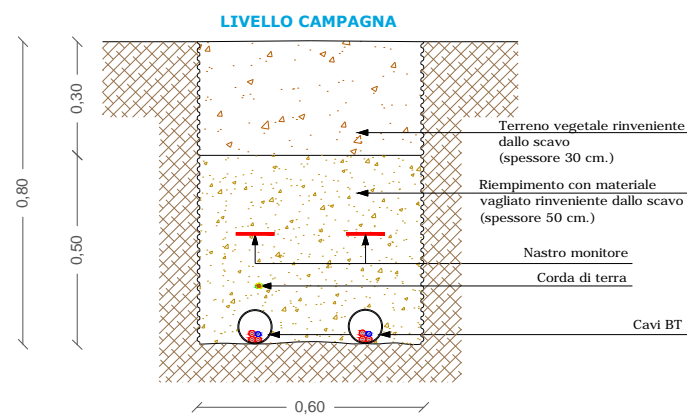 LIVELLO CAMPAGNA
0,30
0,80
0,50
Terreno vegetale rinveniente
dallo scavo
(spessore 30 cm.)
Riempimento con materiale
vagliato rinveniente dallo scavo
(spessore 50 cm.)
Nastro monitore
Corda di terra
Cavi BT
0,60